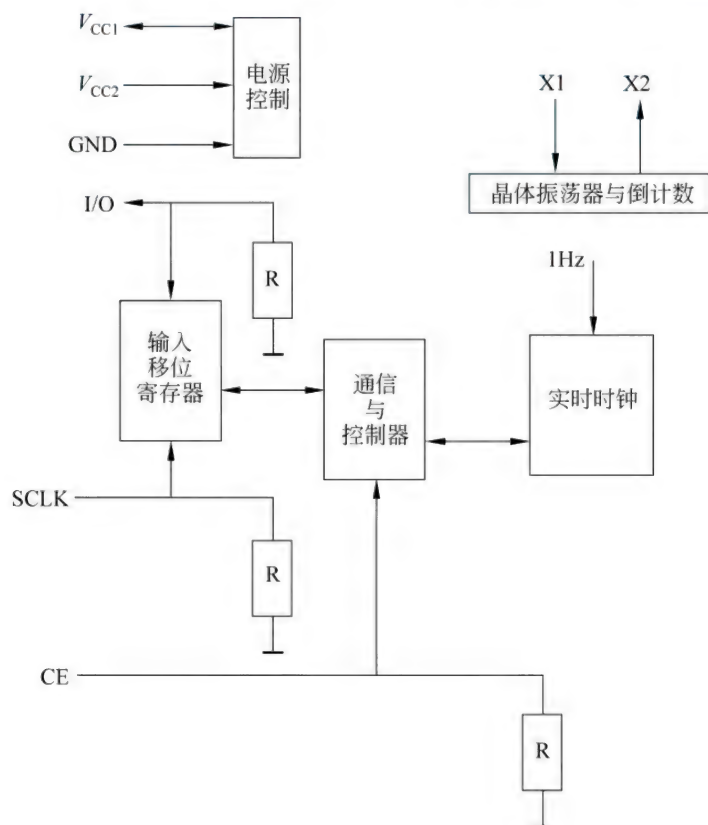 VCC1
VCC2
GND
电源
控制
X1
X2
晶体振荡器与倒计数
I/O
R
1Hz
输入
移位
寄存器
通信
与
控制器
实时时钟
SCLK
R
CE
R